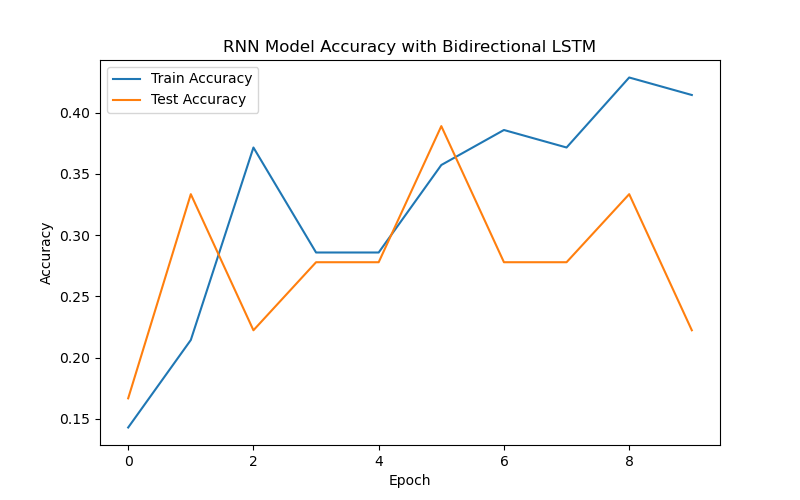 RNN Model Accuracy with Bidirectional LSTM
Train Accuracy
Test Accuracy
Accuracy
0.40
0.35
0.30
0.25
0.20
0.15
0 2 4 6 8
Epoch